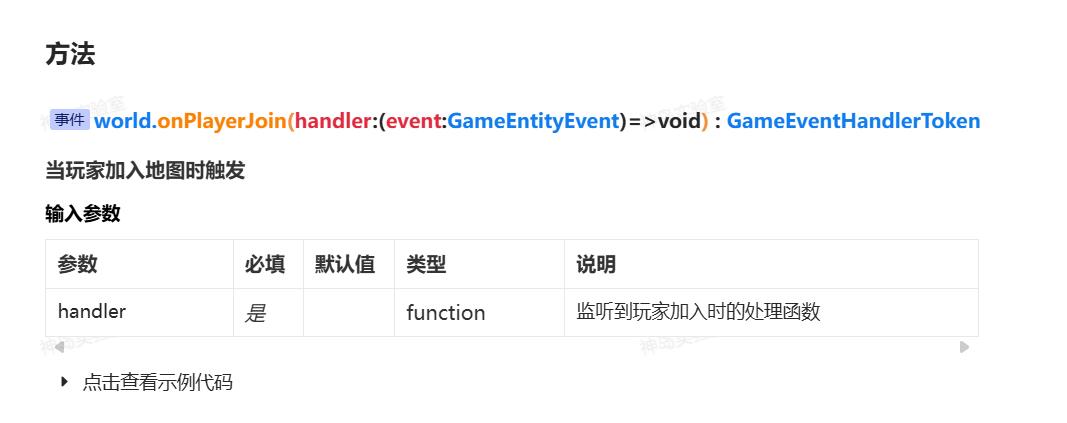 方法
事件 world.onPlayerJoin(handler:(event:GameEntityEvent)=>void) : GameEventHandlerToken
当玩家加入地图时触发
输入参数
参数 必填 默认值 类型 说明
handler 是 function 监听到玩家加入时的处理函数
点击查看示例代码